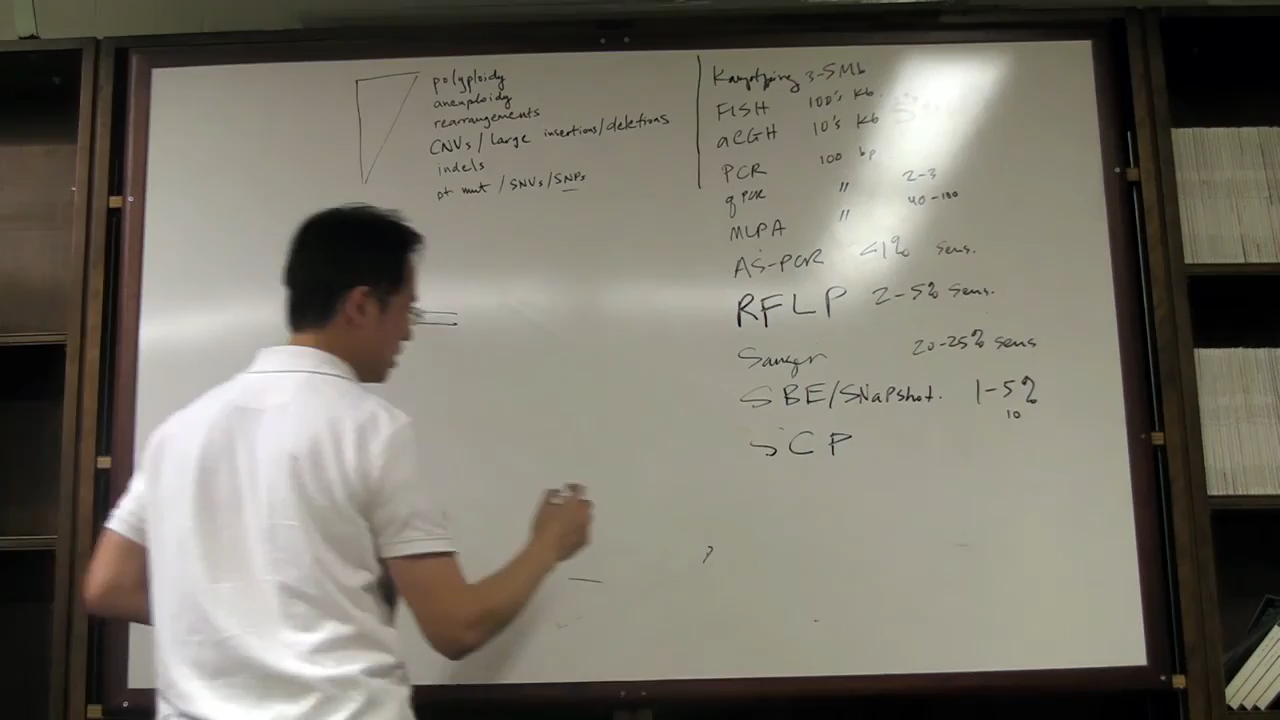 polyploidy
aneuploidy
rearrangements
CNVs / large insertions/deletions
indels
pt mut / SNVs / SNPs
Karyotyping 3-5Mb
FISH 100's Kb.
aCGH 10's Kb
PCR 100 bp
qPCR " 2-3
MLPA " 40-100
AS-PCR <1% sens.
RFLP 2-5% sens.
Sanger 20-25% sens
SBE/SNaPshot. 1-5%
10
SCP